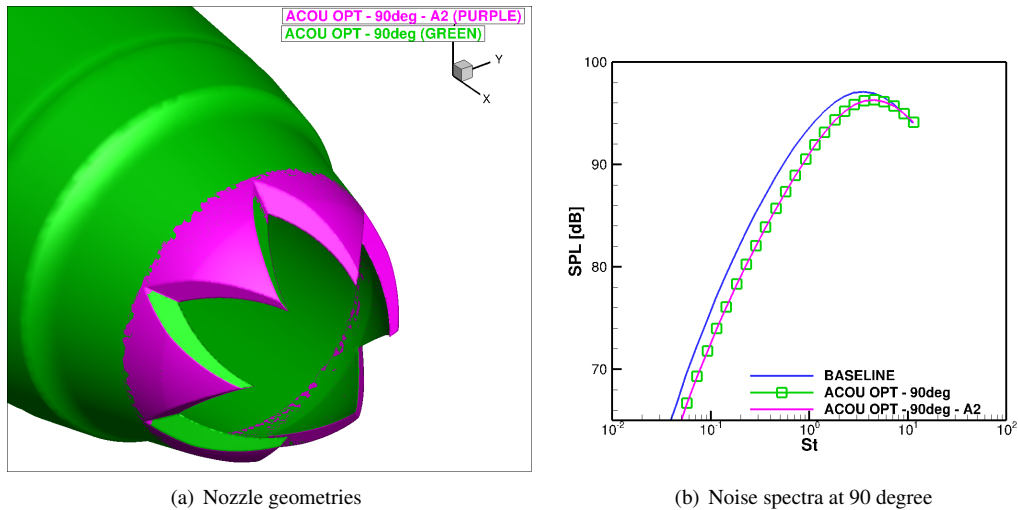 ACOU OPT - 90deg - A2 (PURPLE)
ACOU OPT - 90deg (GREEN)
Y
X
100
90
80
70
SPL [dB]
BASELINE
ACOU OPT - 90deg
ACOU OPT - 90deg - A2
10-2 10-1 100 101 102
St
(a) Nozzle geometries
(b) Noise spectra at 90 degree